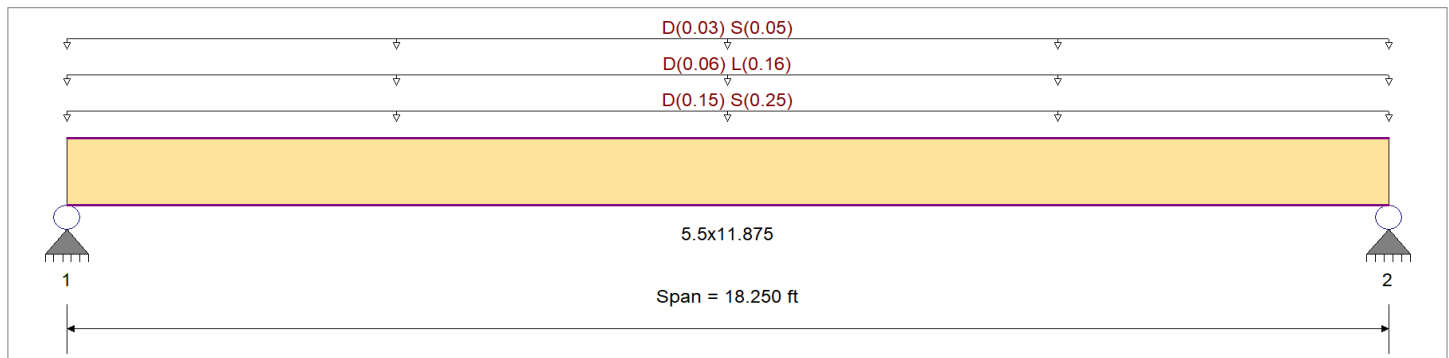 D(0.03) S(0.05)
D(0.06) L(0.16)
D(0.15) S(0.25)
5.5x11.875
1
2
Span = 18.250 ft